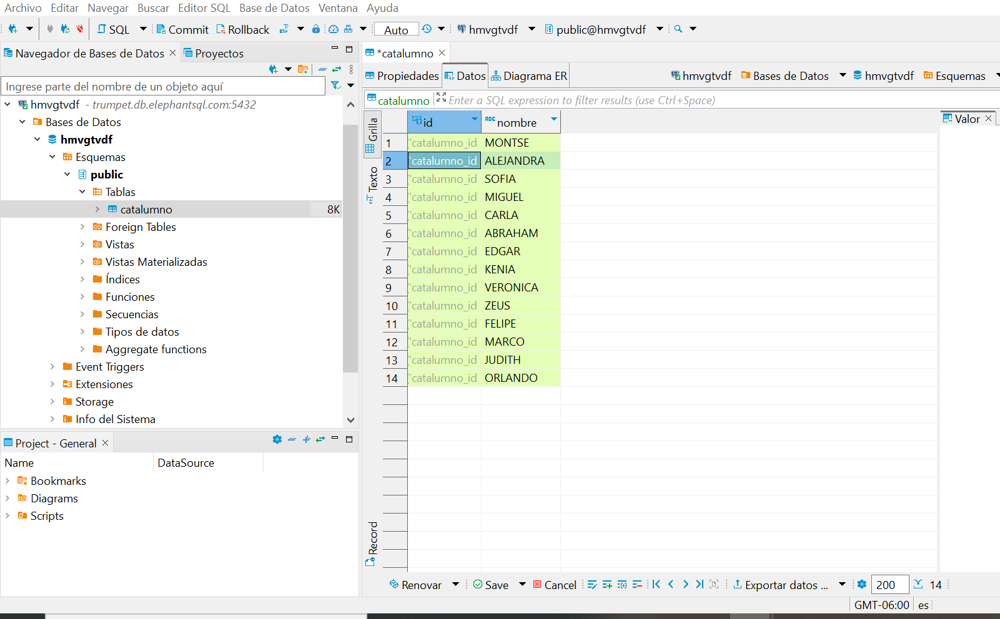 Archivo Editar Navegar Buscar Editor SQL Base de Datos Ventana Ayuda
SQL Commit Rollback Auto hmvgtvdf public@hmvgtvdf
Navegador de Bases de Datos Proyectos
Ingrese parte del nombre de un objeto aquí
hmvgtvdf - trumpet.db.elephantsql.com:5432
Bases de Datos
hmvgtvdf
Esquemas
public
Tablas
catalumno 8K
Foreign Tables
Vistas
Vistas Materializadas
Índices
Funciones
Secuencias
Tipos de datos
Aggregate functions
Event Triggers
Extensiones
Storage
Info del Sistema
Project - General
Name DataSource
Bookmarks
Diagrams
Scripts
*catalumno
Propiedades Datos Diagrama ER hmvgtvdf Bases de Datos hmvgtvdf Esquemas
catalumno Enter a SQL expression to filter results (use Ctrl+Space)
Grilla
Texto
Record
123 id ABC nombre
1 'catalumno_id MONTSE
2 'catalumno_id ALEJANDRA
3 'catalumno_id SOFIA
4 'catalumno_id MIGUEL
5 'catalumno_id CARLA
6 'catalumno_id ABRAHAM
7 'catalumno_id EDGAR
8 'catalumno_id KENIA
9 'catalumno_id VERONICA
10 'catalumno_id ZEUS
11 'catalumno_id FELIPE
12 'catalumno_id MARCO
13 'catalumno_id JUDITH
14 'catalumno_id ORLANDO
Valor
Renovar Save Cancel Exportar datos ... 200 14
GMT-06:00 es